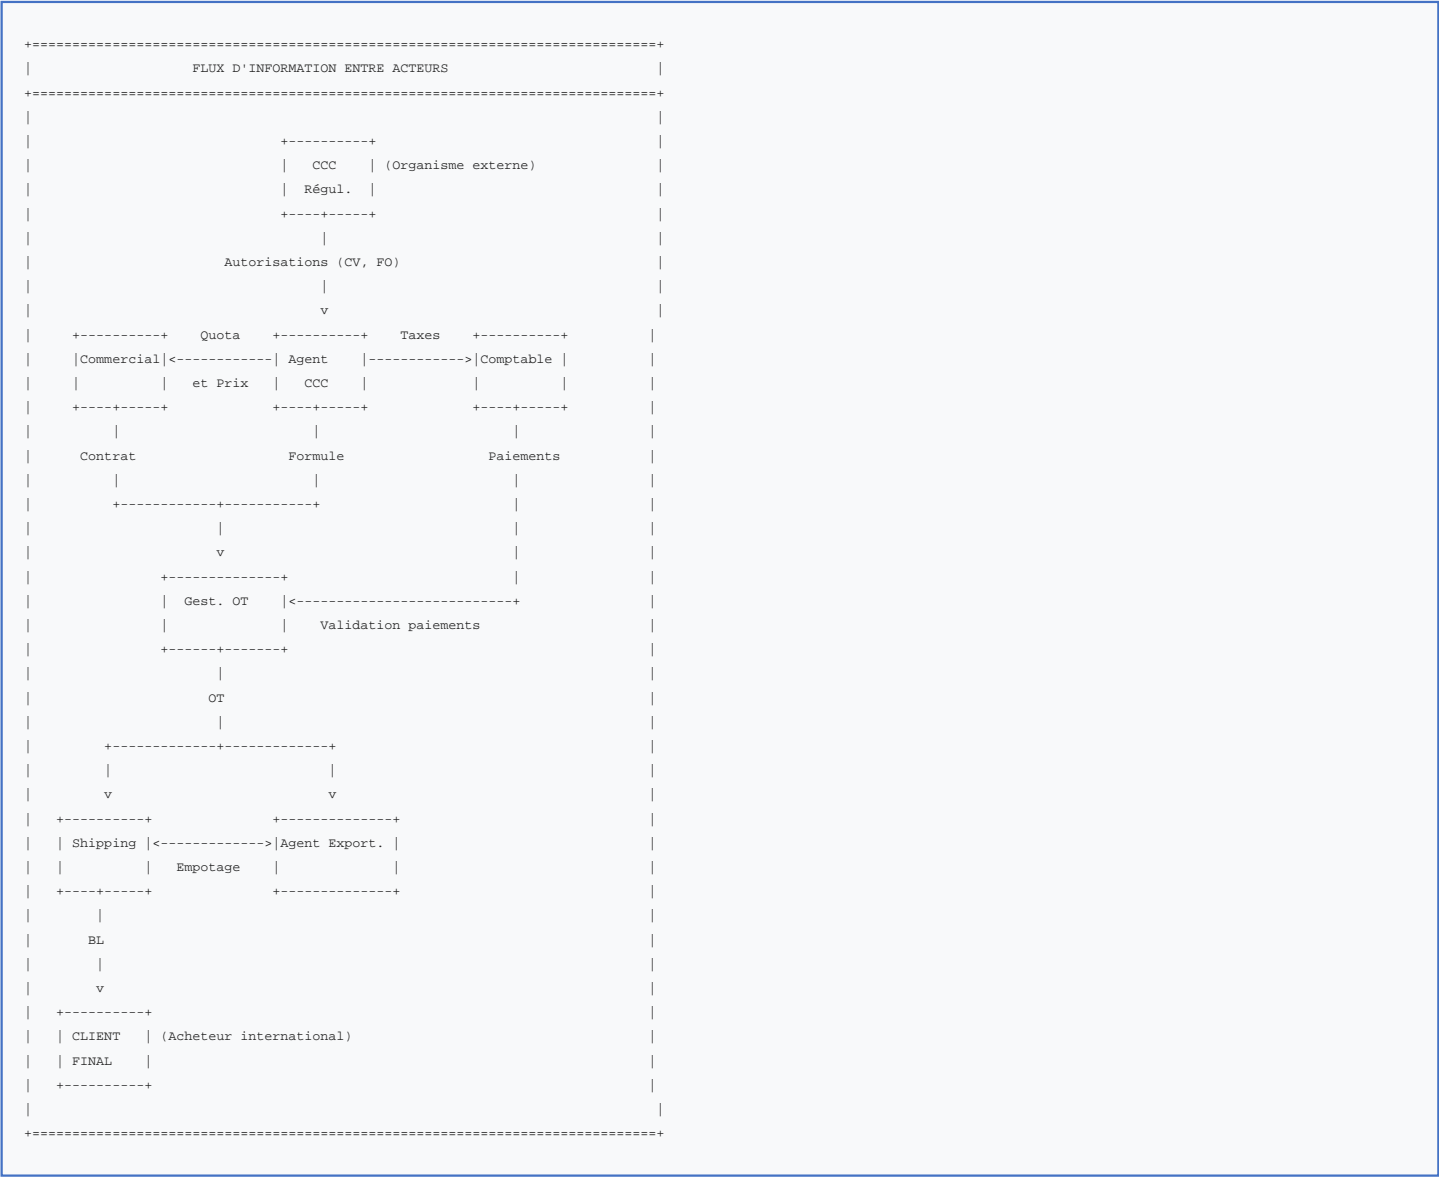 +==============================================================================+
|                    FLUX D'INFORMATION ENTRE ACTEURS                          |
+==============================================================================+
|                                                                              |
|                               +----------+                                   |
|                               |   CCC    | (Organisme externe)               |
|                               |  Régul.  |                                   |
|                               +----+-----+                                   |
|                                    |                                         |
|                        Autorisations (CV, FO)                                |
|                                    |                                         |
|                                    v                                         |
|     +----------+    Quota    +----------+    Taxes    +----------+          |
|     |Commercial|<------------| Agent    |------------>|Comptable |          |
|     |          |   et Prix   |   CCC    |             |          |          |
|     +----+-----+             +----+-----+             +----+-----+          |
|          |                        |                        |                |
|      Contrat                   Formule                  Paiements           |
|          |                        |                        |                |
|          +------------+-----------+                        |                |
|                       |                                    |                |
|                       v                                    |                |
|                +--------------+                            |                |
|                |  Gest. OT    |<---------------------------+                |
|                |              |    Validation paiements                     |
|                +------+-------+                                             |
|                       |                                                     |
|                      OT                                                     |
|                       |                                                     |
|         +-------------+-------------+                                       |
|         |                           |                                       |
|         v                           v                                       |
|   +----------+               +--------------+                               |
|   | Shipping |<------------->|Agent Export. |                               |
|   |          |   Empotage    |              |                               |
|   +----+-----+               +--------------+                               |
|        |                                                                    |
|       BL                                                                    |
|        |                                                                    |
|        v                                                                    |
|   +----------+                                                              |
|   | CLIENT   | (Acheteur international)                                     |
|   | FINAL    |                                                              |
|   +----------+                                                              |
|                                                                              |
+==============================================================================+